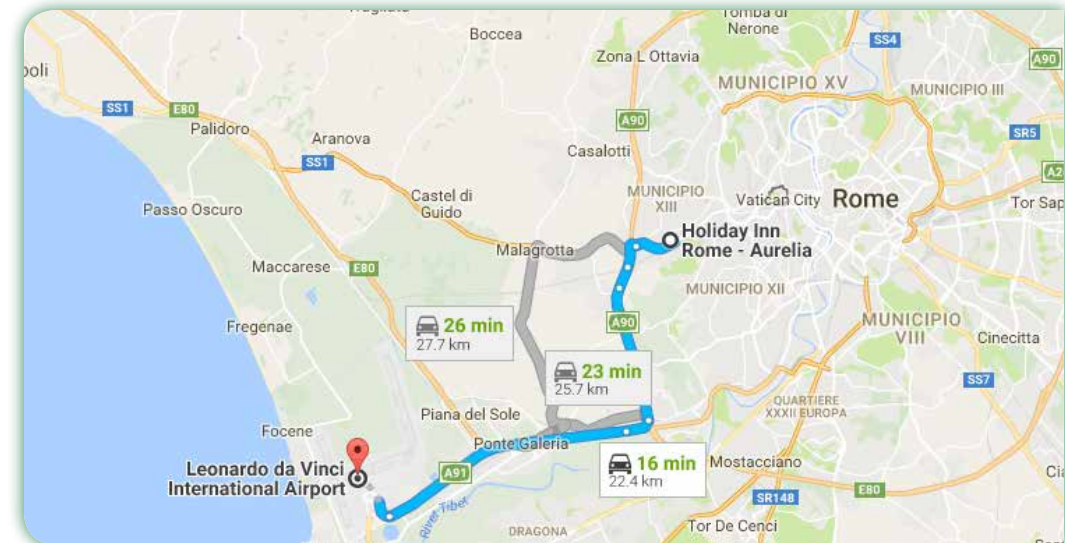 Boccea
Tomba di
Nerone
SS4
Zona L Ottavia
A90
oli
MUNICIPIO XV
MUNICIPIO III
SS1
E80
Palidoro
A90
SR5
Aranova
Casalotti
SS1
A2
Castel di
Guido
MUNICIPIO
XIII
Vatican City
Rome
Tor Sap
Passo Oscuro
Malagrotta
Holiday Inn
Rome - Aurelia
Maccarese
E80
MUNICIPIO XII
26 min
27.7 km
A90
MUNICIPIO
VIII
Fregenae
Cinecitta
23 min
25.7 km
SS7
QUARTIERE
XXXII EUROPA
Piana del Sole
Focene
Ponte Galeria
Leonardo da Vinci
International Airport
A91
16 min
22.4 km
Mostacciano
River Tibet
SR148
E80
DRAGONA
Tor De Cenci